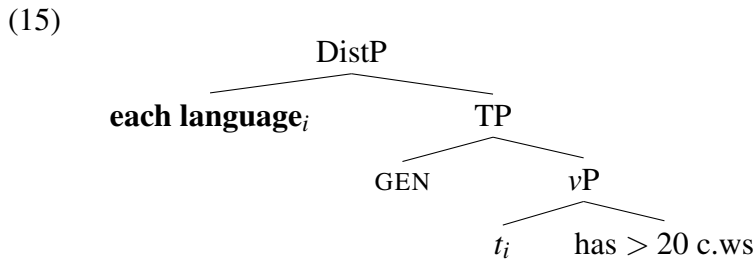 (15)
DistP
each languageᵢ TP
GEN vP
tᵢ has > 20 c.ws